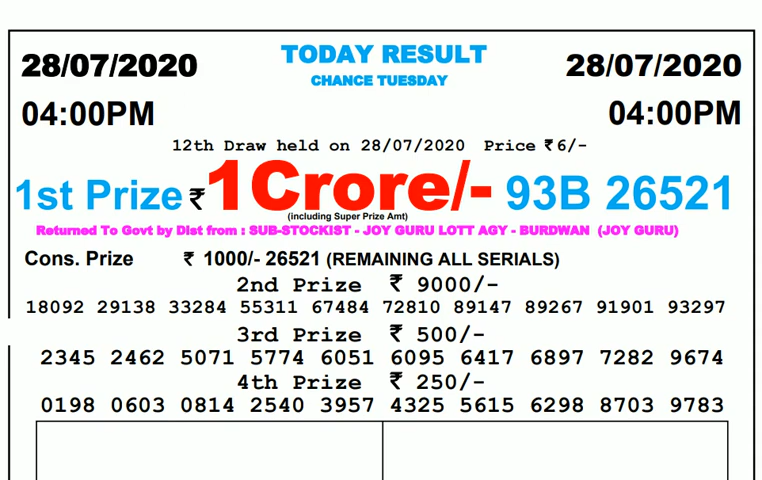 28/07/2020 TODAY RESULT 28/07/2020
CHANCE TUESDAY
04:00PM 04:00PM
12th Draw held on 28/07/2020 Price ₹6/-
1st Prize ₹1Crore/- 93B 26521
(including Super Prize Amt)
Returned To Govt by Dist from : SUB-STOCKIST - JOY GURU LOTT AGY - BURDWAN (JOY GURU)
Cons. Prize ₹ 1000/- 26521 (REMAINING ALL SERIALS)
2nd Prize ₹ 9000/-
18092 29138 33284 55311 67484 72810 89147 89267 91901 93297
3rd Prize ₹ 500/-
2345 2462 5071 5774 6051 6095 6417 6897 7282 9674
4th Prize ₹ 250/-
0198 0603 0814 2540 3957 4325 5615 6298 8703 9783